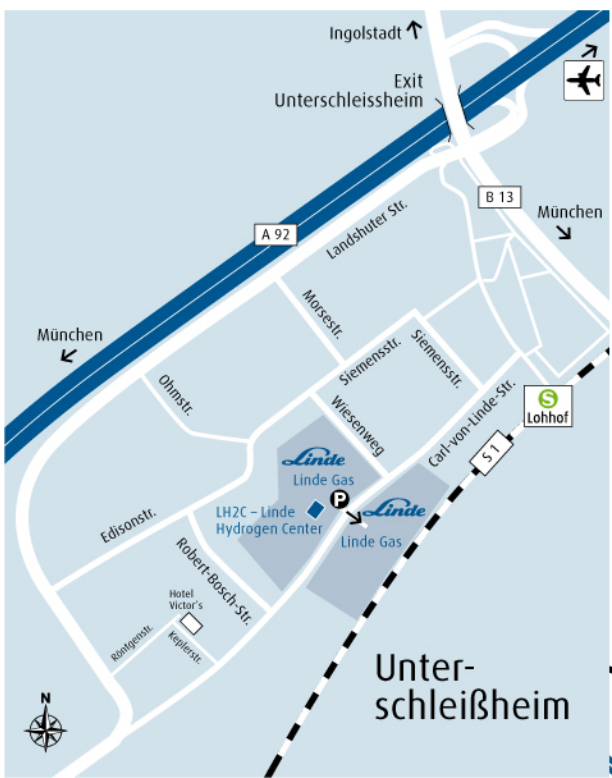 Ingolstadt
Exit
Unterschleissheim
B 13
München
A 92
Landshuter Str.
Morsestr.
München
Siemensstr.
Siemensstr.
Ohmstr.
Wiesenweg
Carl-von-Linde-Str.
S
Lohhof
S 1
Linde
Linde Gas
P
LH2C – Linde
Hydrogen Center
Linde
Linde Gas
Edisonstr.
Robert-Bosch-Str.
Hotel
Victor's
Röntgenstr.
Keplerstr.
Unter-
schleißheim
N